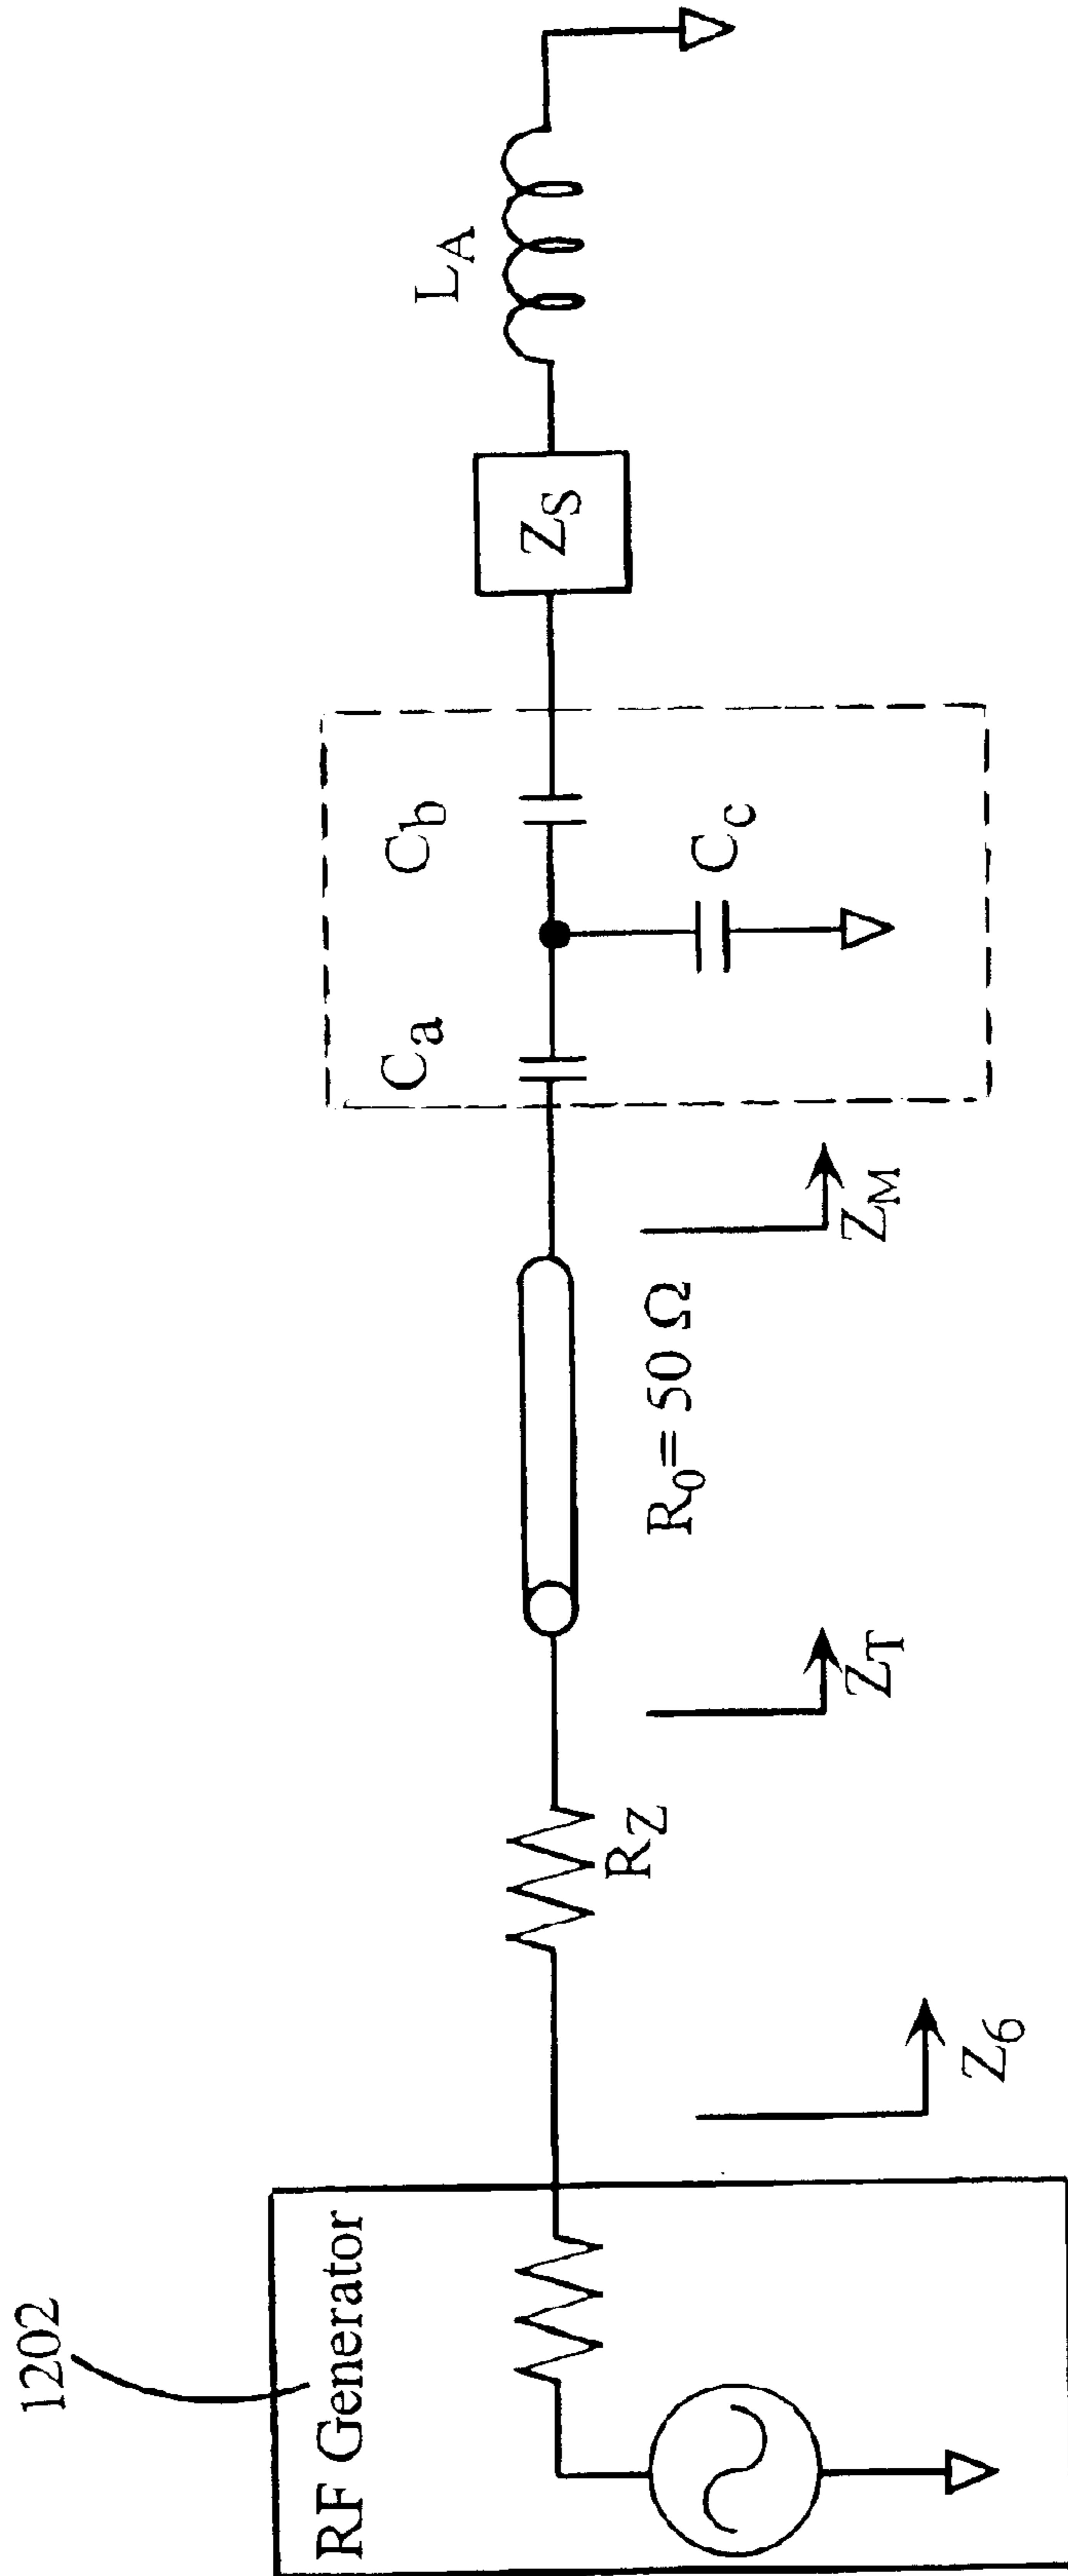 1202
RF Generator
Z6
RZ
ZT
R0= 50 Ω
ZM
Ca
Cb
Cc
ZS
LA